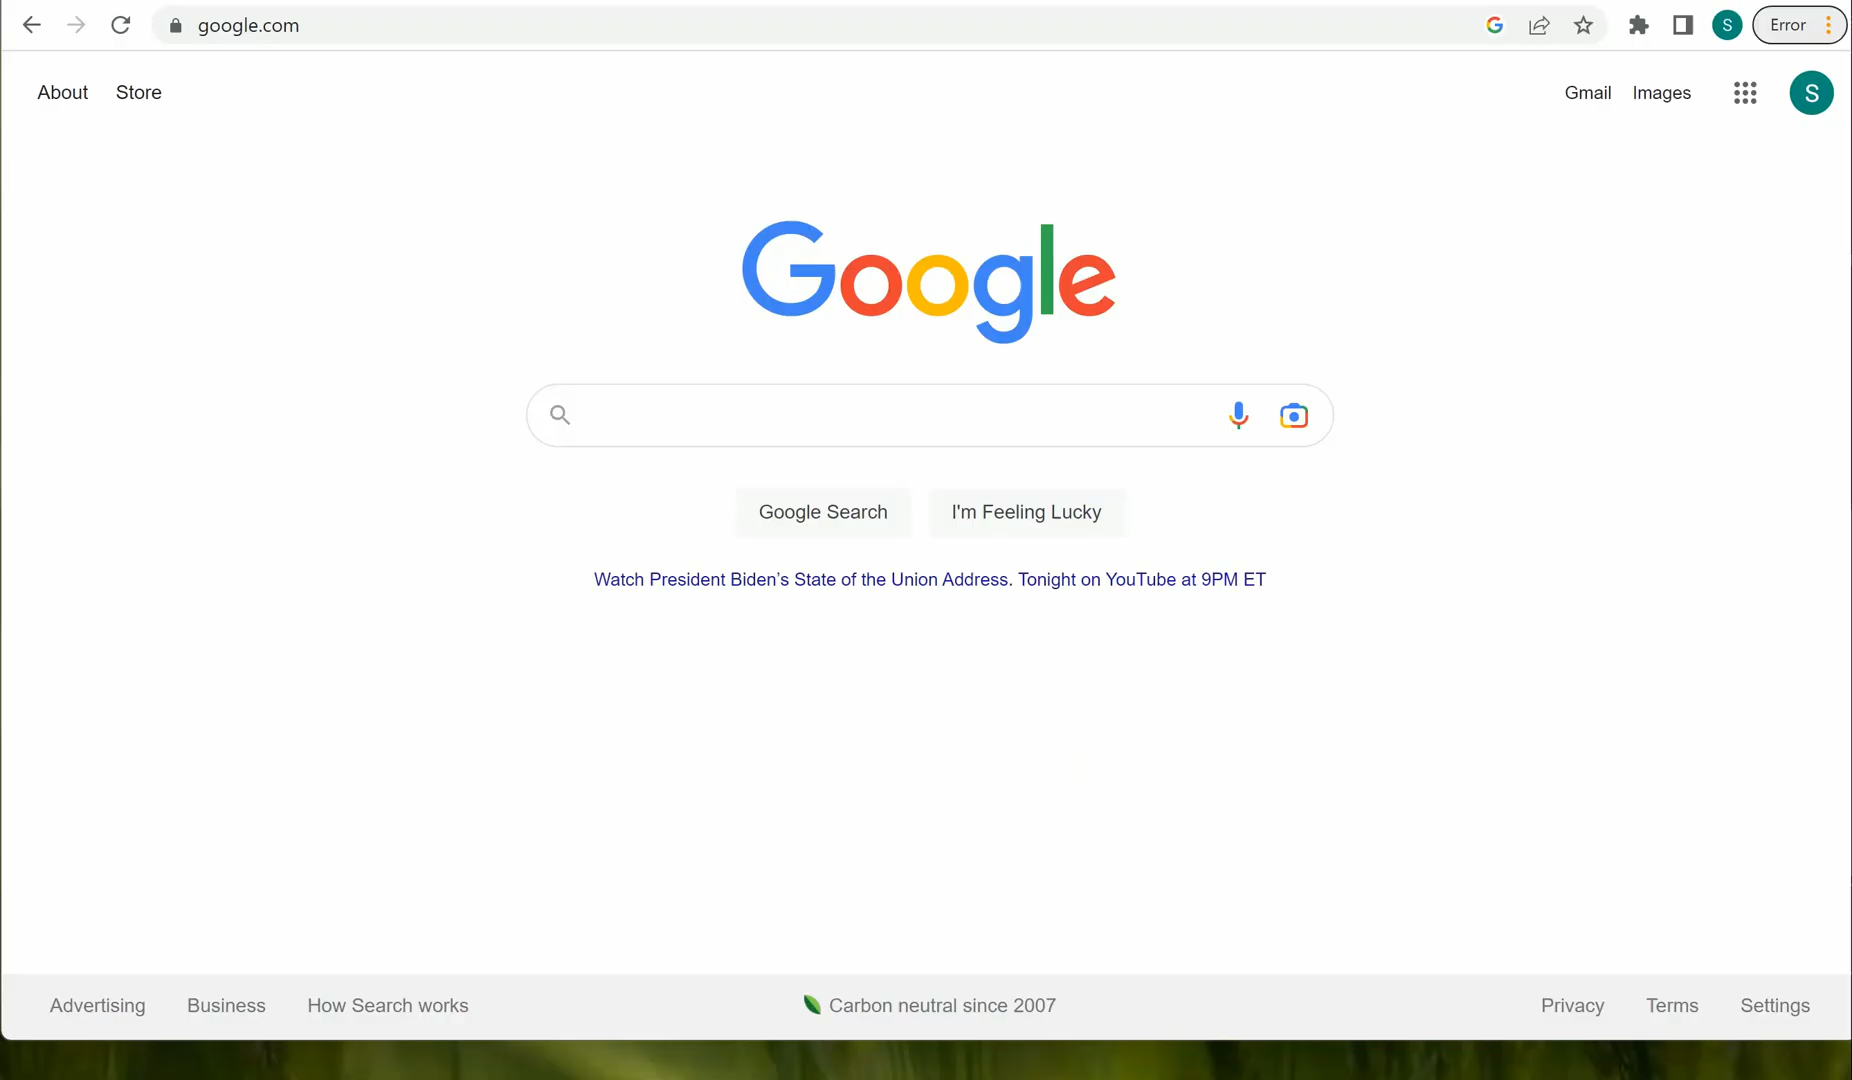 google.com
S
Error
About
Store
Gmail
Images
S
Google
Google Search
I'm Feeling Lucky
Watch President Biden’s State of the Union Address. Tonight on YouTube at 9PM ET
Advertising
Business
How Search works
Carbon neutral since 2007
Privacy
Terms
Settings